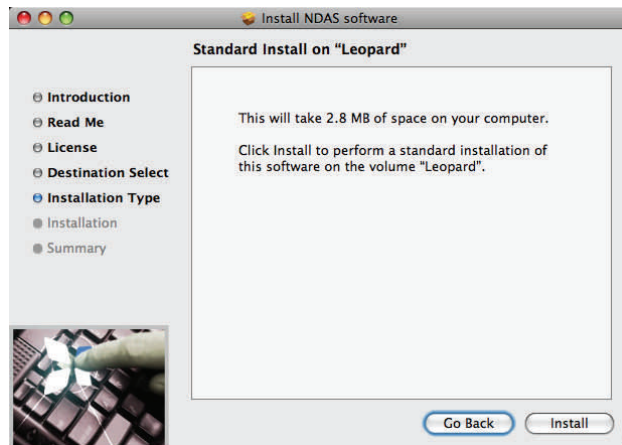 Install NDAS software
Standard Install on “Leopard”
Introduction
Read Me
License
Destination Select
Installation Type
Installation
Summary
This will take 2.8 MB of space on your computer.
Click Install to perform a standard installation of
this software on the volume “Leopard”.
Go Back
Install